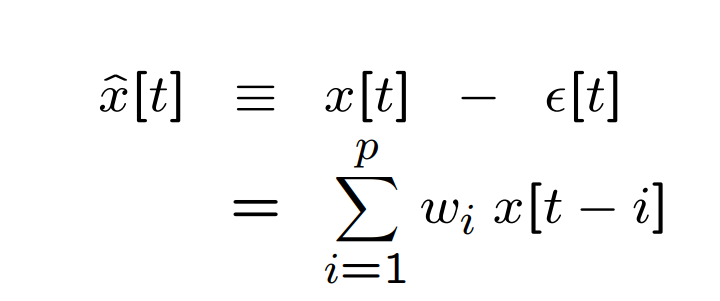 x̂[t] ≡ x[t] − ϵ[t]
= ∑_{i=1}^{p} w_i x[t − i]